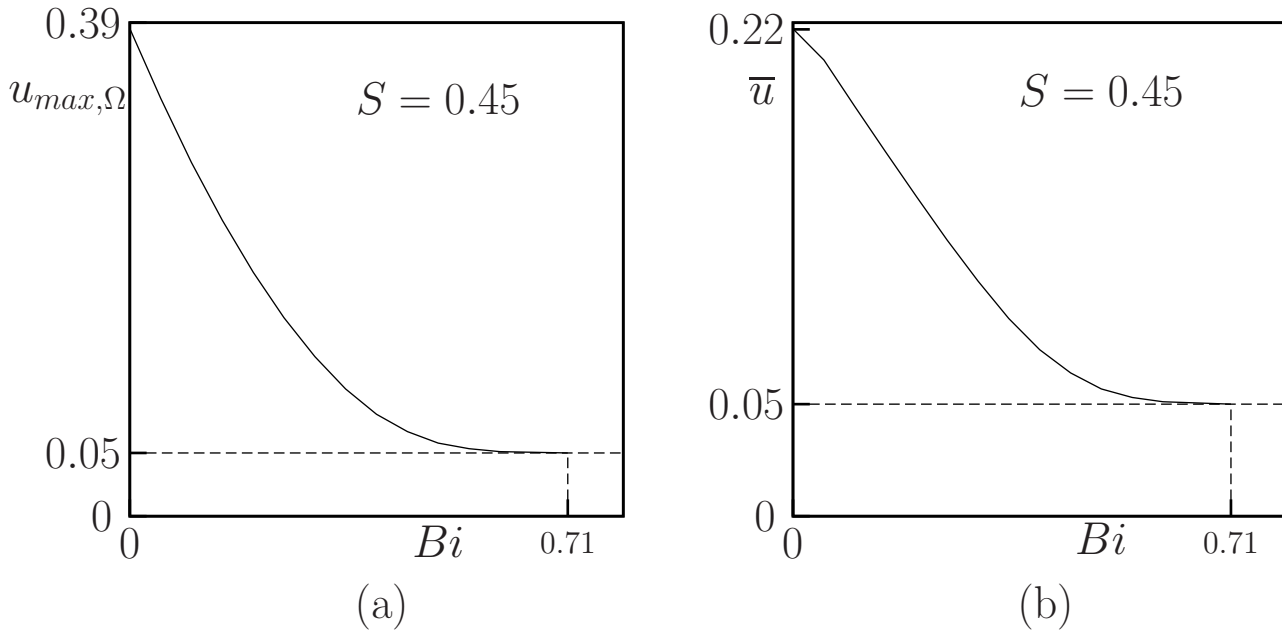 0.39
u_{max,Ω}
S = 0.45
0.05
0
0
Bi
0.71
(a)
0.22
u̅
S = 0.45
0.05
0
0
Bi
0.71
(b)